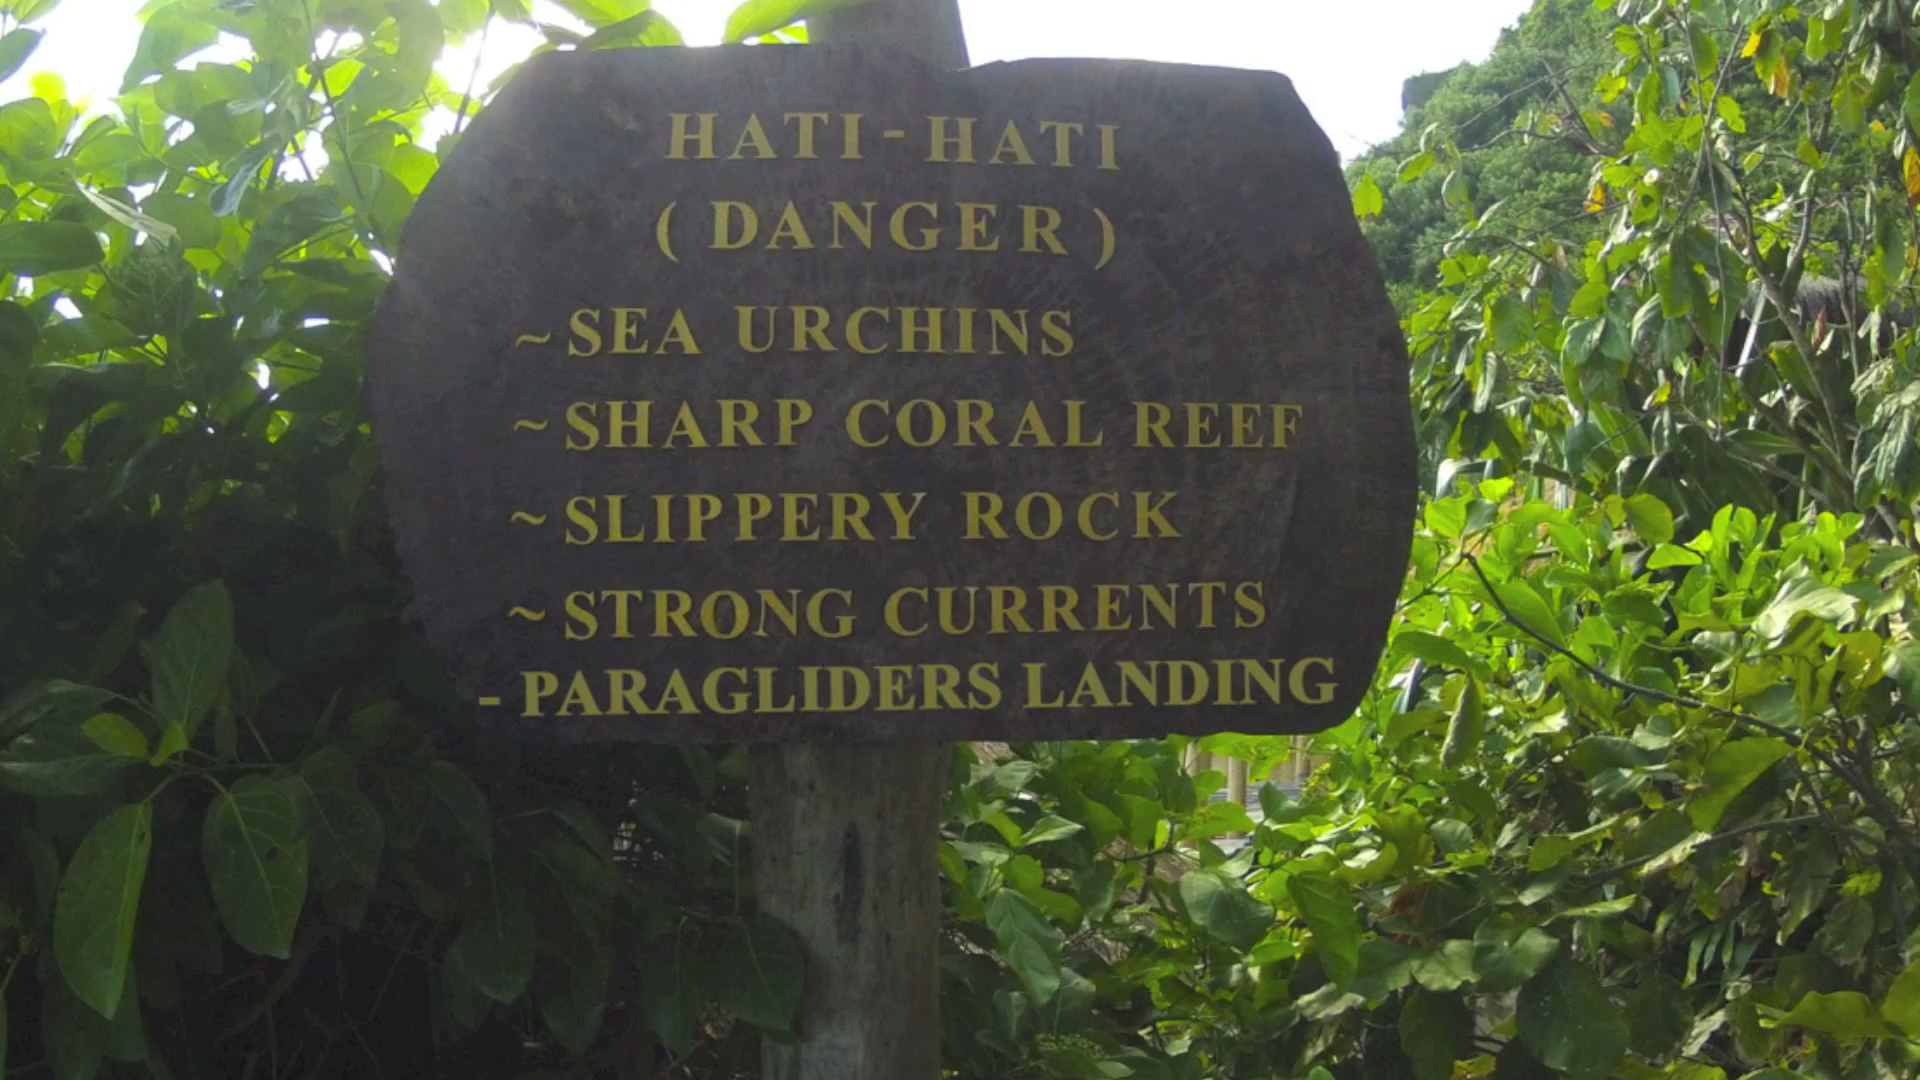 HATI-HATI
( DANGER )
~ SEA URCHINS
~ SHARP CORAL REEF
~ SLIPPERY ROCK
~ STRONG CURRENTS
- PARAGLIDERS LANDING